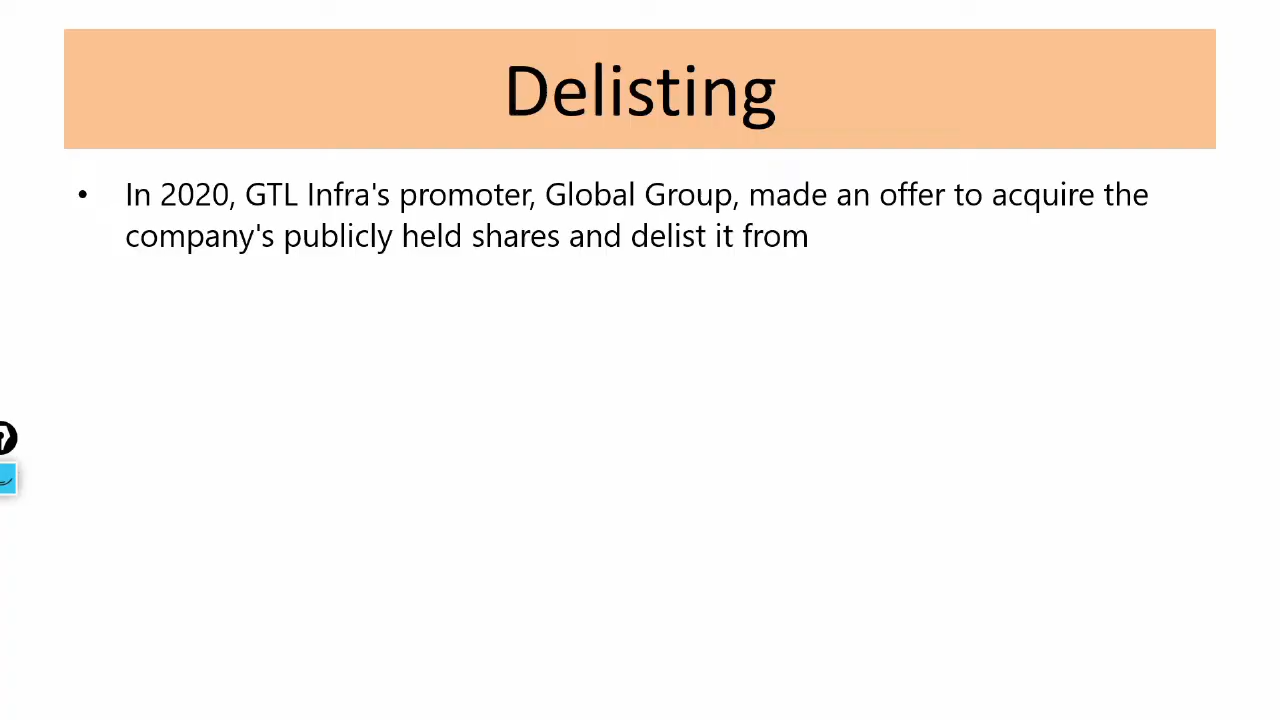 Delisting
• In 2020, GTL Infra's promoter, Global Group, made an offer to acquire the
company's publicly held shares and delist it from